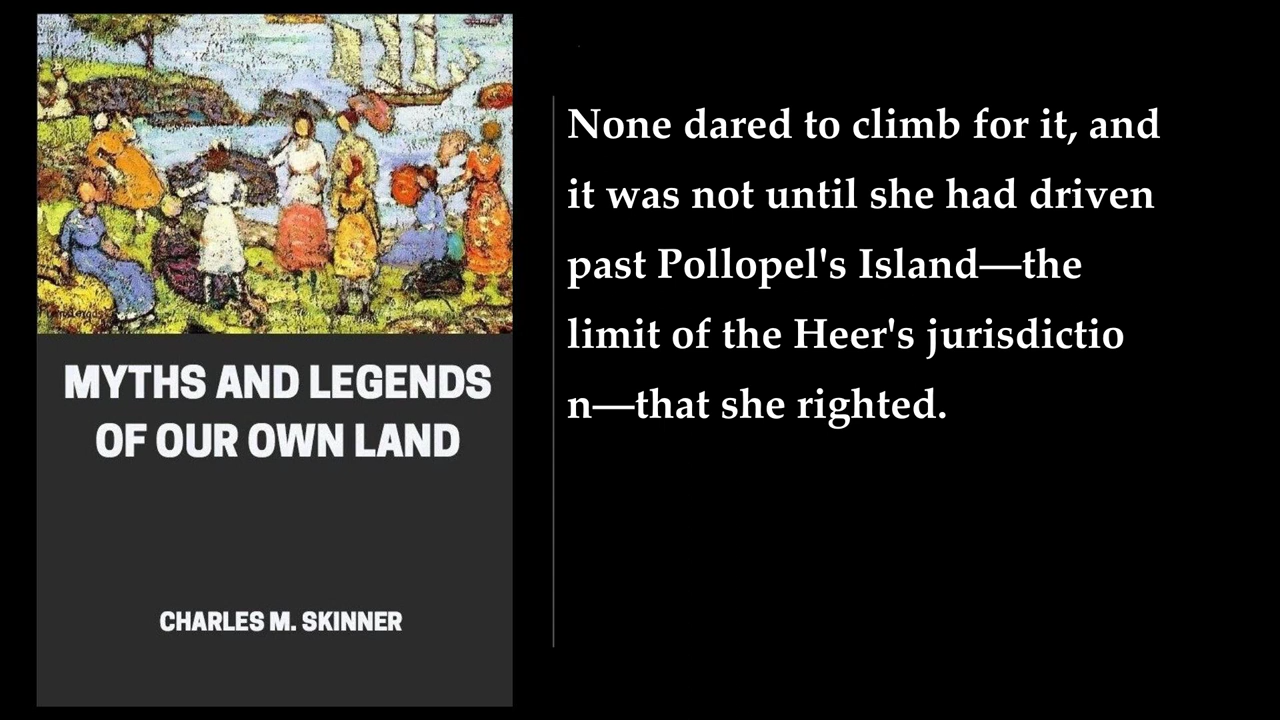 MYTHS AND LEGENDS
OF OUR OWN LAND
CHARLES M. SKINNER
None dared to climb for it, and
it was not until she had driven
past Pollopel's Island—the
limit of the Heer's jurisdictio
n—that she righted.